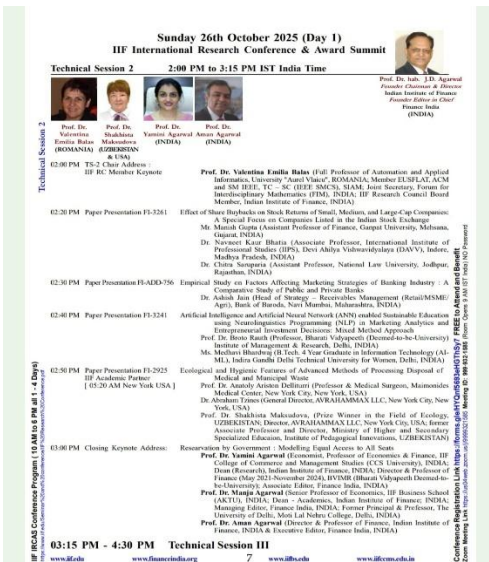 Sunday 26th October 2025 (Day 1)
IIF International Research Conference & Award Summit
Technical Session 2 2:00 PM to 3:15 PM IST India Time
Prof. Dr. hab. J.D. Agarwal
Founder Chairman & Director
Indian Institute of Finance
Founder Editor in Chief
Finance India
(INDIA)
Prof. Dr. Valentina Emilia Balas (ROMANIA)
Prof. Dr. Shakhista Maksudova (UZBEKISTAN & USA)
Prof. Dr. Yamini Agarwal (INDIA)
Prof. Dr. Aman Agarwal (INDIA)
Technical Session 2
02:00 PM TS-2 Chair Address :
IIF RC Member Keynote
Prof. Dr. Valentina Emilia Balas (Full Professor of Automation and Applied
Informatics, University "Aurel Vlaicu", ROMANIA; Member EUSFLAT, ACM
and SM IEEE, TC – SC (IEEE SMCS), SIAM; Joint Secretary, Forum for
Interdisciplinary Mathematics (FIM), INDIA; IIF Research Council Board
Member, Indian Institute of Finance, INDIA)
02:20 PM Paper Presentation FI-3261
Effect of Share Buybacks on Stock Returns of Small, Medium, and Large-Cap Companies:
A Special Focus on Companies Listed in the Indian Stock Exchange
Mr. Manish Gupta (Assistant Professor of Finance, Ganpat University, Mehsana,
Gujarat, INDIA)
Dr. Navneet Kaur Bhatia (Associate Professor, International Institute of
Professional Studies (IIPS), Devi Ahilya Vishwavidyalaya (DAVV), Indore,
Madhya Pradesh, INDIA)
Dr. Chitra Saruparia (Assistant Professor, National Law University, Jodhpur,
Rajasthan, INDIA)
02:30 PM Paper Presentation FI-ADD-756
Empirical Study on Factors Affecting Marketing Strategies of Banking Industry : A
Comparative Study of Public and Private Banks
Dr. Ashish Jain (Head of Strategy – Receivables Management (Retail/MSME/
Agri), Bank of Baroda, Navi Mumbai, Maharashtra, INDIA)
02:40 PM Paper Presentation FI-3241
Artificial Intelligence and Artificial Neural Network (ANN) enabled Sustainable Education
using Neurolinguistics Programming (NLP) in Marketing Analytics and
Entrepreneurial Investment Decisions: Mixed Method Approach
Prof. Dr. Broto Rauth (Professor, Bharati Vidyapeeth (Deemed-to-be-University)
Institute of Management & Research, Delhi, INDIA)
Ms. Medhavi Bhardwaj (B.Tech. 4 Year Graduate in Information Technology (AI-
ML), Indira Gandhi Delhi Technical University for Women, Delhi, INDIA)
02:50 PM Paper Presentation FI-2925
IIF Academic Partner
[ 05:20 AM New York USA ]
Ecological and Hygienic Features of Advanced Methods of Processing Disposal of
Medical and Municipal Waste
Prof. Dr. Anatoly Aristen Dellituri (Professor & Medical Surgeon, Maimonides
Medical Center, New York City, New York, USA)
Dr. Abraham Tzines (General Director, AVRAHAMMAX LLC, New York City, New
York, USA)
Prof. Dr. Shakhista Maksudova, (Prize Winner in the Field of Ecology,
UZBEKISTAN; Director, AVRAHAMMAX LLC, New York City, USA; former
Associate Professor and Director, Ministry of Higher and Secondary
Specialized Education, Institute of Pedagogical Innovations, UZBEKISTAN)
03:00 PM Closing Keynote Address:
Researvation by Government : Modelling Equal Access to All Seats
Prof. Dr. Yamini Agarwal (Economist, Professor of Economics & Finance, IIF
College of Commerce and Management Studies (CCS University), INDIA;
Dean (Research), Indian Institute of Finance, INDIA; Director & Professor of
Finance (May 2021-November 2024), BVIMR (Bharati Vidyapeeth Deemed-to-
be-University); Associate Editor, Finance India, INDIA)
Prof. Dr. Manju Agarwal (Senior Professor of Economics, IIF Business School
(AKTU), INDIA; Dean - Academics, Indian Institute of Finance; INDIA;
Managing Editor, Finance India, INDIA; Former Principal & Professor, The
University of Delhi, Moti Lal Nehru College, Delhi, INDIA)
Prof. Dr. Aman Agarwal (Director & Professor of Finance, Indian Institute of
Finance, INDIA & Executive Editor, Finance India, INDIA)
03:15 PM - 4:30 PM Technical Session III
www.iif.edu www.financeindia.org 7 www.iifbs.edu www.iifccms.edu.in
IIF IRCAS Conference Program ( 10 AM to 6 PM all 1 - 4 Days)
Conference Registration Link FREE to Attend and Benefit
Zoom Meeting Link Meeting ID: (Room Opens 9 AM IST India) NO Password